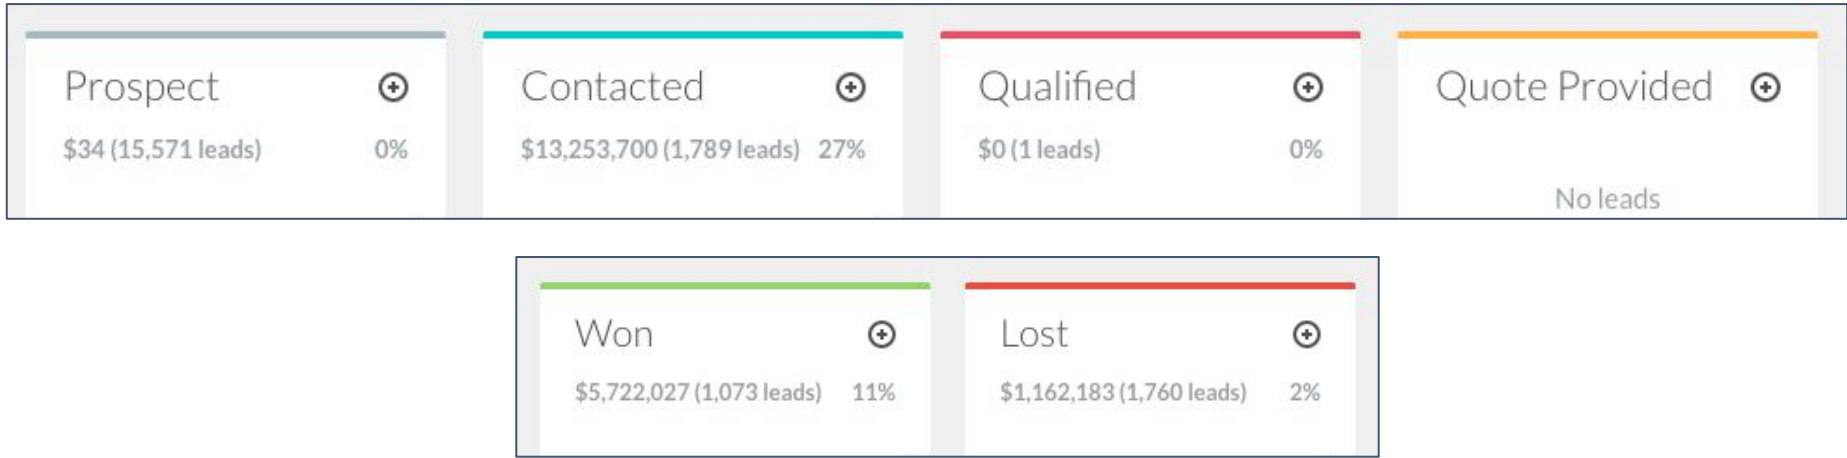 Prospect
$34 (15,571 leads) 0%
Contacted
$13,253,700 (1,789 leads) 27%
Qualified
$0 (1 leads) 0%
Quote Provided
No leads
Won
$5,722,027 (1,073 leads) 11%
Lost
$1,162,183 (1,760 leads) 2%